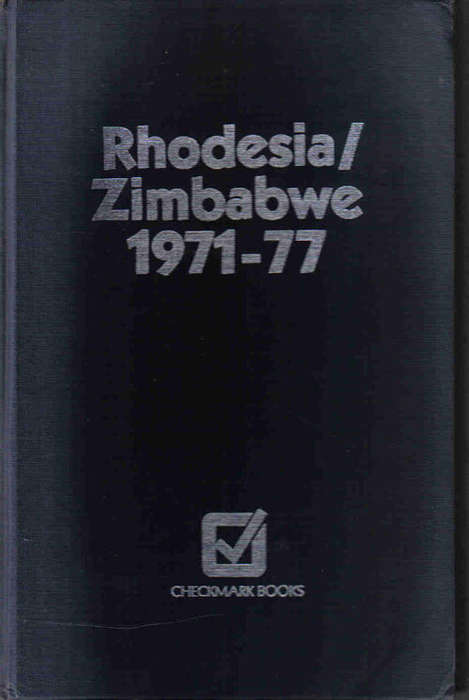 Rhodesia/
Zimbabwe
1971-77
CHECKMARK BOOKS